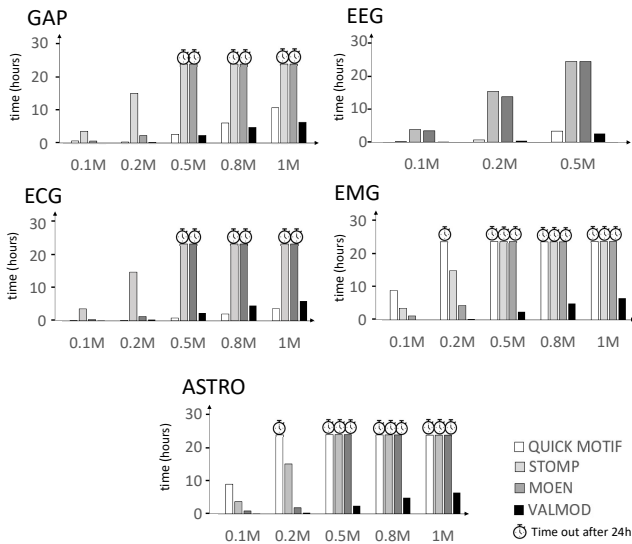 GAP
time (hours)
30
20
10
0
0.1M 0.2M 0.5M 0.8M 1M
EEG
time (hours)
30
20
10
0
0.1M 0.2M 0.5M
ECG
time (hours)
30
20
10
0
0.1M 0.2M 0.5M 0.8M 1M
EMG
time (hours)
30
20
10
0
0.1M 0.2M 0.5M 0.8M 1M
ASTRO
time (hours)
30
20
10
0
0.1M 0.2M 0.5M 0.8M 1M
QUICK MOTIF
STOMP
MOEN
VALMOD
Time out after 24h